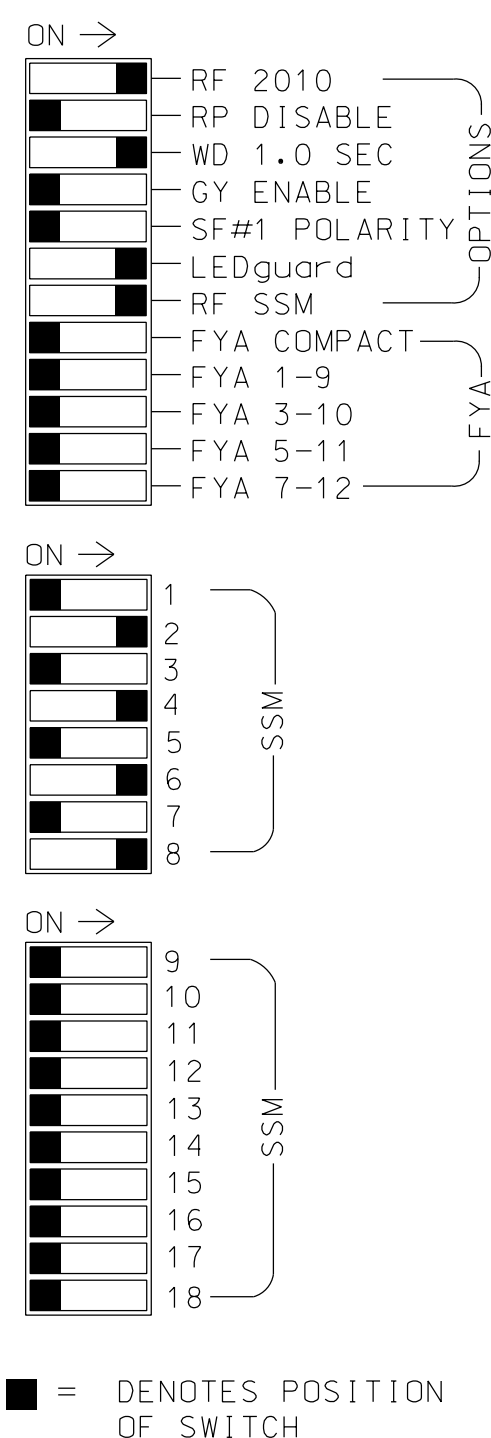 ON →
RF 2010
RP DISABLE
WD 1.0 SEC
GY ENABLE
SF#1 POLARITY
LEDguard
RF SSM
OPTIONS
FYA COMPACT
FYA 1-9
FYA 3-10
FYA 5-11
FYA 7-12
FYA
ON →
1
2
3
4
5
6
7
8
SSM
ON →
9
10
11
12
13
14
15
16
17
18
SSM
= DENOTES POSITION
OF SWITCH